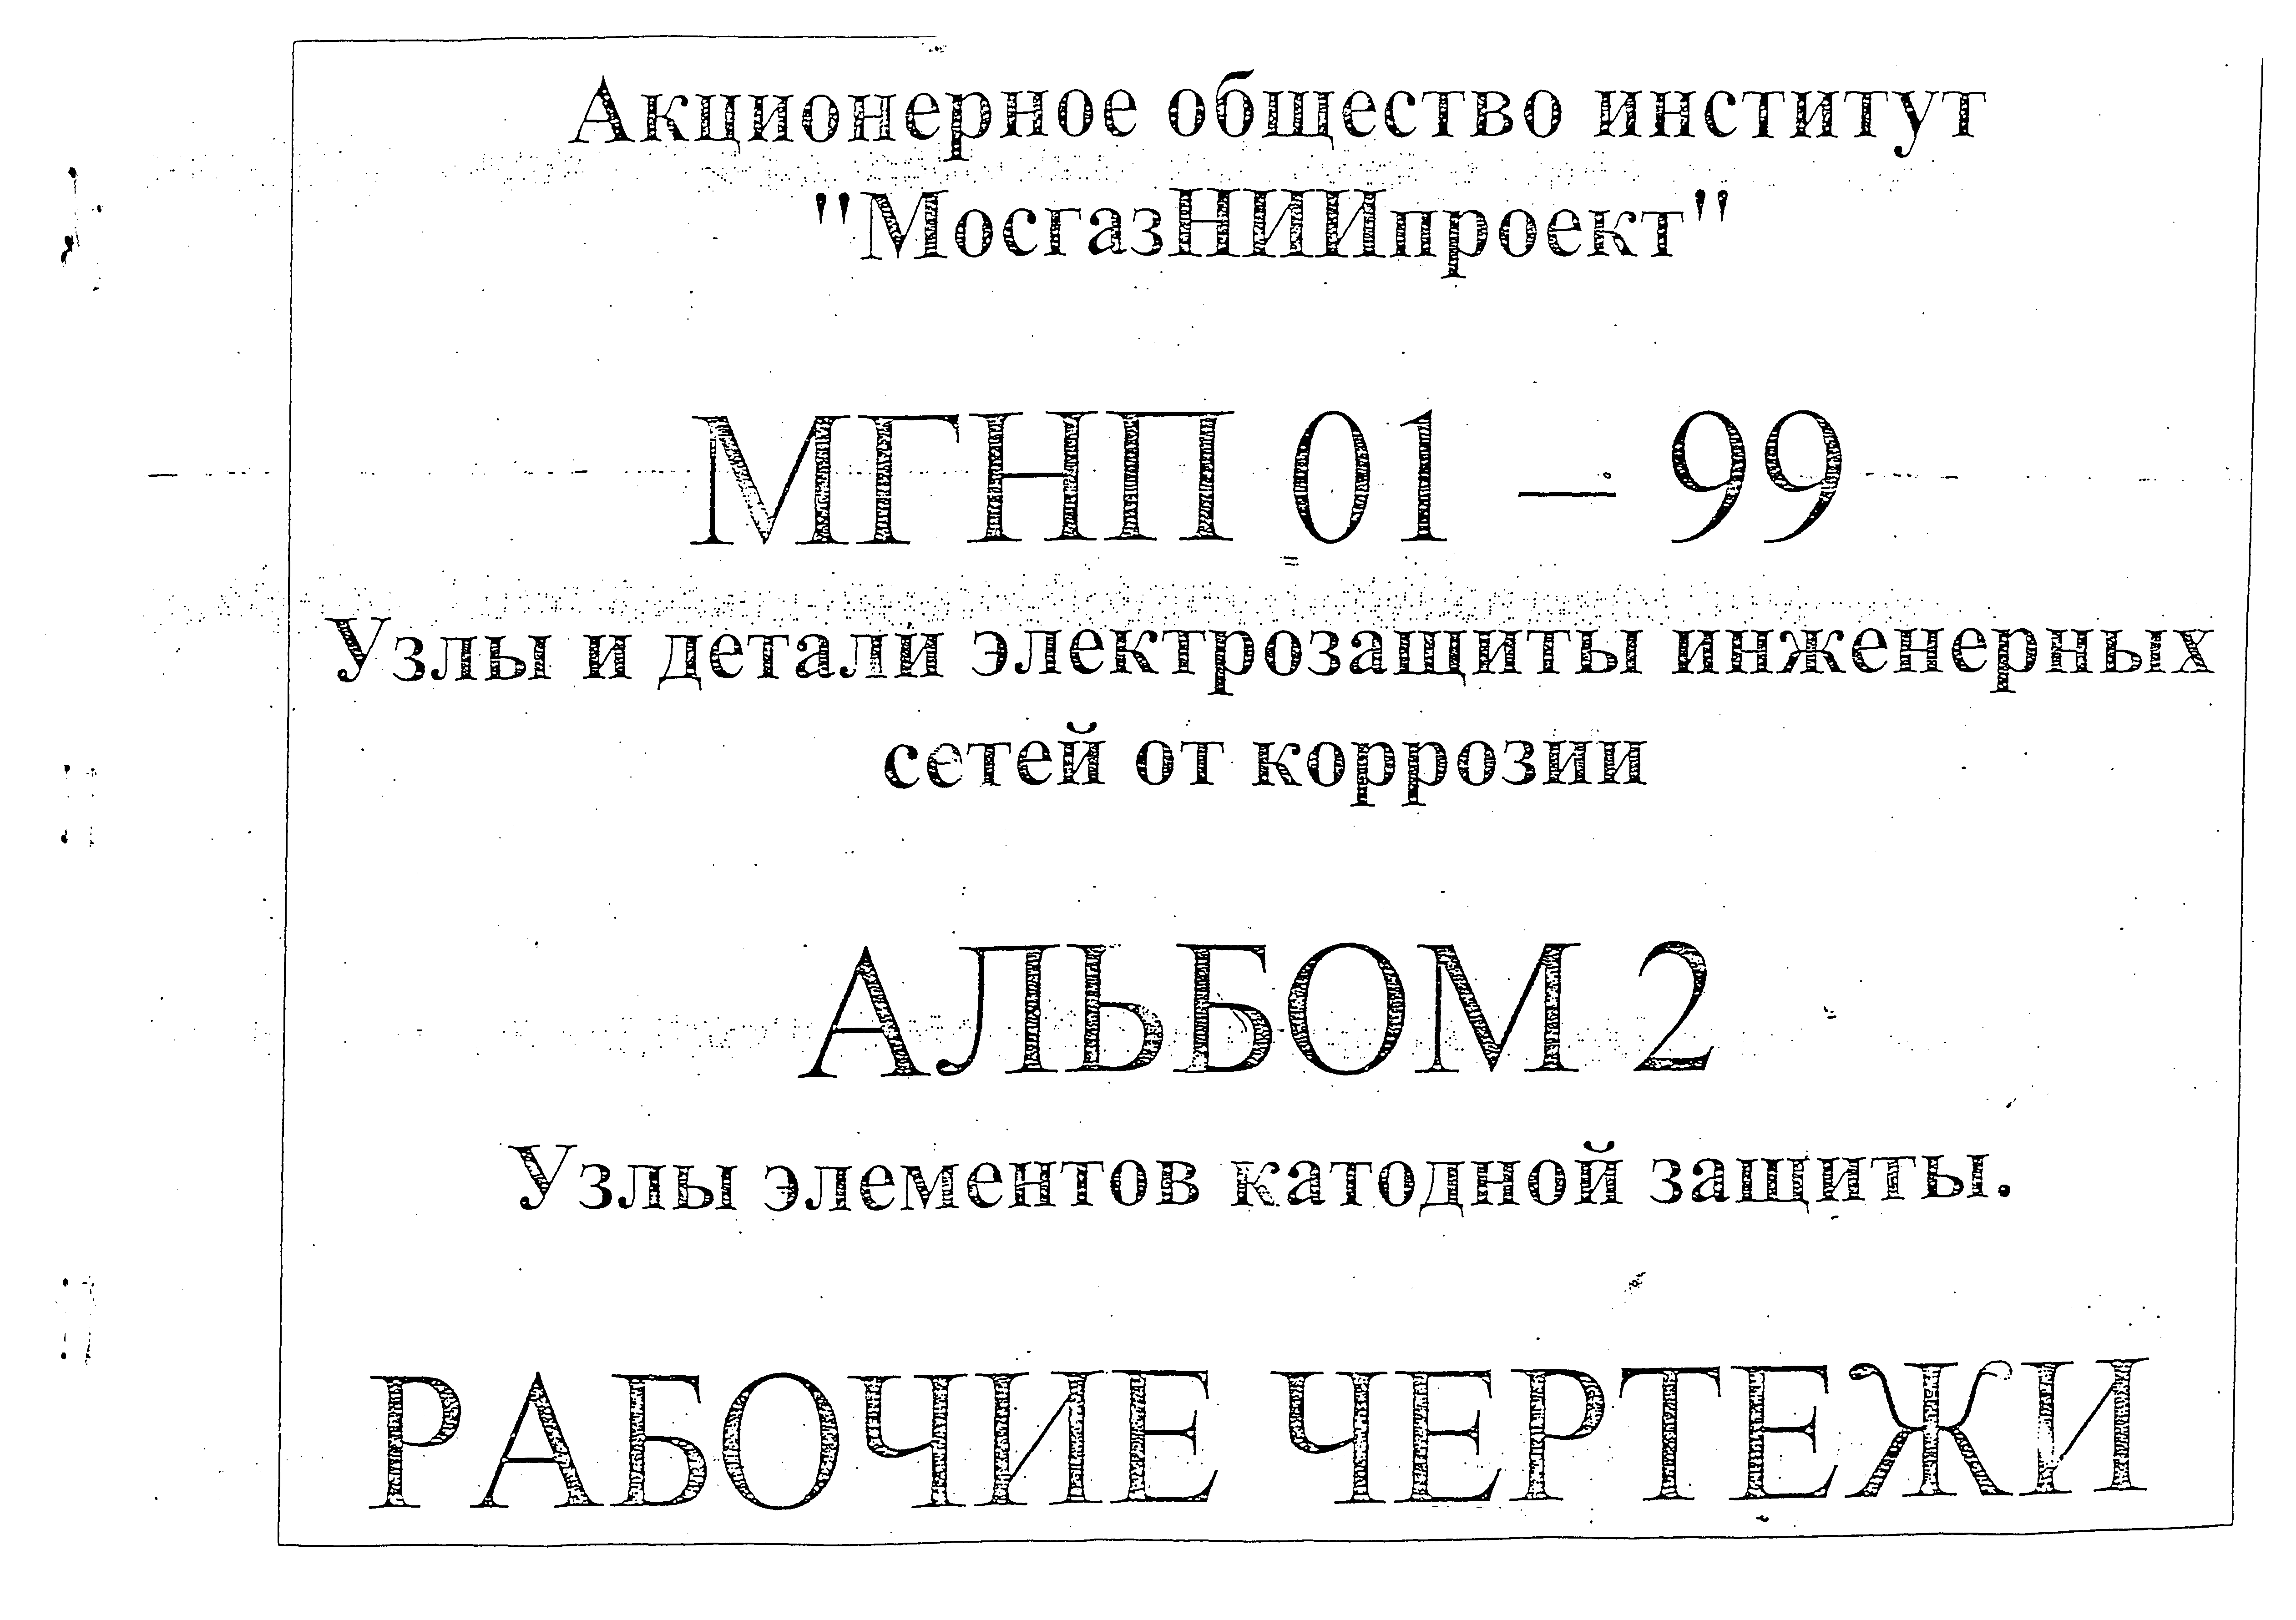 Акционерное общество институт
"МосгазНИИпроект"
МГНП 01 – 99
Узлы и детали электрозащиты инженерных
сетей от коррозии
АЛЬБОМ 2
Узлы элементов катодной защиты.
РАБОЧИЕ ЧЕРТЕЖИ